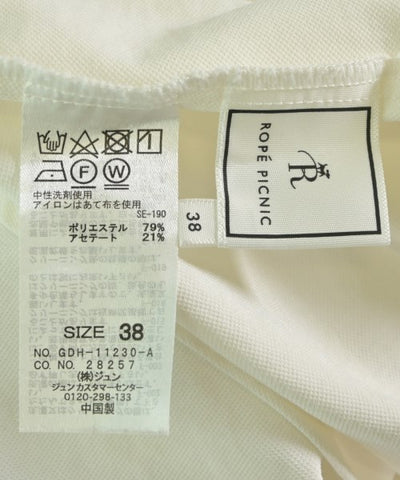 中性洗剤使用
アイロンはあて布を使用
SE-190
ポリエステル 79%
アセテート 21%
SIZE 38
NO. GDH-11230-A
CO. NO. 28257
(株)ジュン
ジュン カスタマーセンター
0120-298-133
中国製
38
R
ROPÉ PICNIC